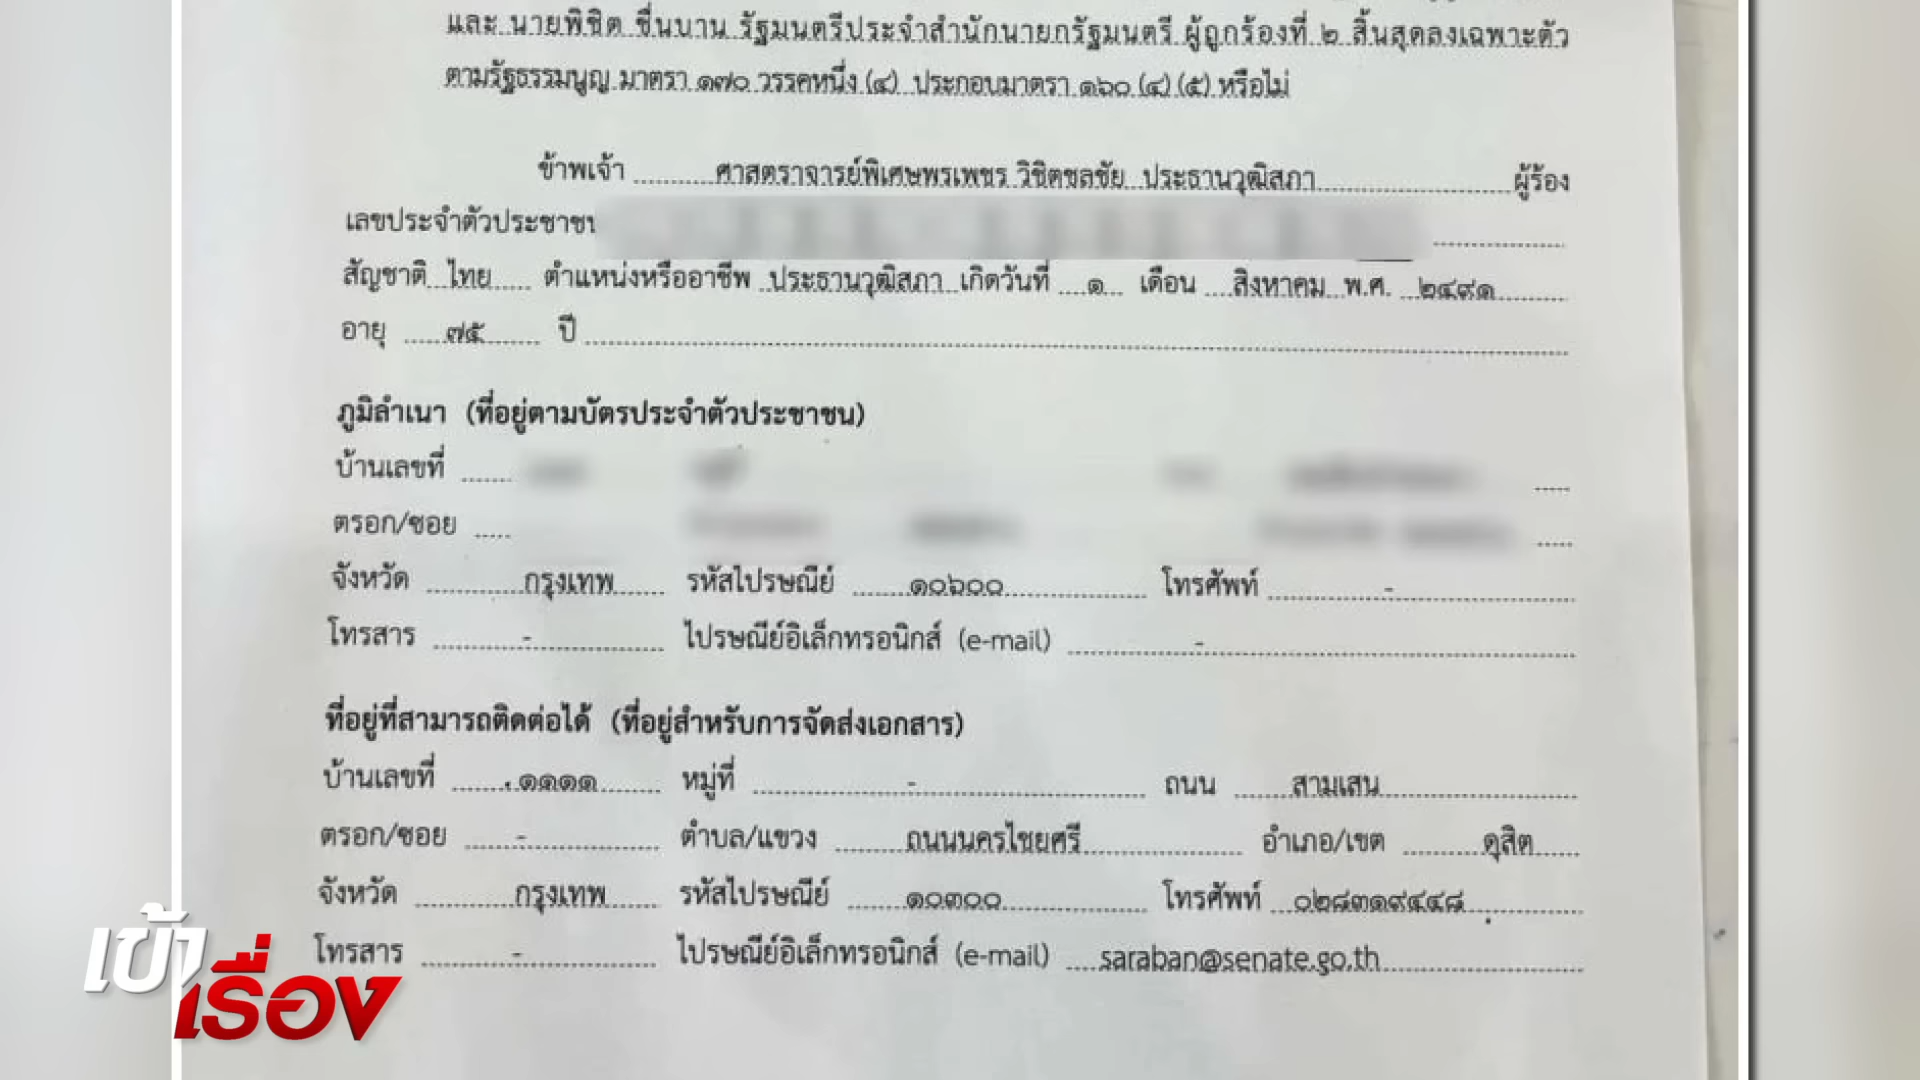 และ นายพิชิต ชื่นบาน รัฐมนตรีประจำสำนักนายกรัฐมนตรี ผู้ถูกร้องที่ ๒ สิ้นสุดลงเฉพาะตัว
ตามรัฐธรรมนูญ มาตรา ๑๗๐ วรรคหนึ่ง (๔) ประกอบมาตรา ๑๖๐ (๔) (๕) หรือไม่
ข้าพเจ้า ศาสตราจารย์พิเศษพรเพชร วิชิตชลชัย ประธานวุฒิสภา ผู้ร้อง
เลขประจำตัวประชาชน
สัญชาติ ไทย ตำแหน่งหรืออาชีพ ประธานวุฒิสภา เกิดวันที่ ๑ เดือน สิงหาคม พ.ศ. ๒๔๙๑
อายุ ๗๕ ปี
ภูมิลำเนา (ที่อยู่ตามบัตรประจำตัวประชาชน)
บ้านเลขที่
ตรอก/ซอย
จังหวัด กรุงเทพ รหัสไปรษณีย์ ๑๐๖๐๐ โทรศัพท์ -
โทรสาร - ไปรษณีย์อิเล็กทรอนิกส์ (e-mail) -
ที่อยู่ที่สามารถติดต่อได้ (ที่อยู่สำหรับการจัดส่งเอกสาร)
บ้านเลขที่ ๑๑๑๑ หมู่ที่ - ถนน สามเสน
ตรอก/ซอย - ตำบล/แขวง ถนนนครไชยศรี อำเภอ/เขต ดุสิต
จังหวัด กรุงเทพ รหัสไปรษณีย์ ๑๐๓๐๐ โทรศัพท์ ๐๒๘๓๑๙๔๔๘
โทรสาร - ไปรษณีย์อิเล็กทรอนิกส์ (e-mail) saraban@senate.go.th
เข้า
เรื่อง